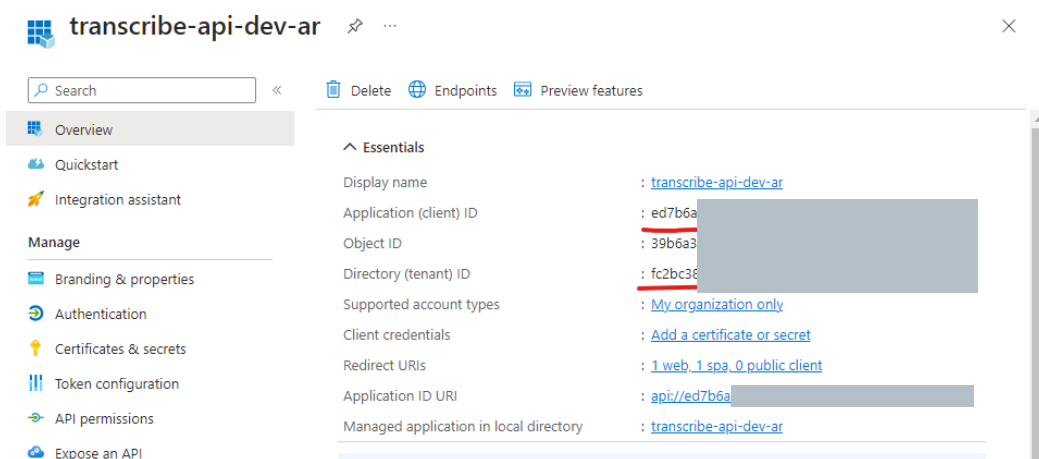 transcribe-api-dev-ar
Search
Delete Endpoints Preview features
Overview
Quickstart
Integration assistant
Manage
Branding & properties
Authentication
Certificates & secrets
Token configuration
API permissions
Expose an API
Essentials
Display name : transcribe-api-dev-ar
Application (client) ID : ed7b6a
Object ID : 39b6a3
Directory (tenant) ID : fc2bc38
Supported account types : My organization only
Client credentials : Add a certificate or secret
Redirect URIs : 1 web, 1 spa, 0 public client
Application ID URI : api://ed7b6a
Managed application in local directory : transcribe-api-dev-ar